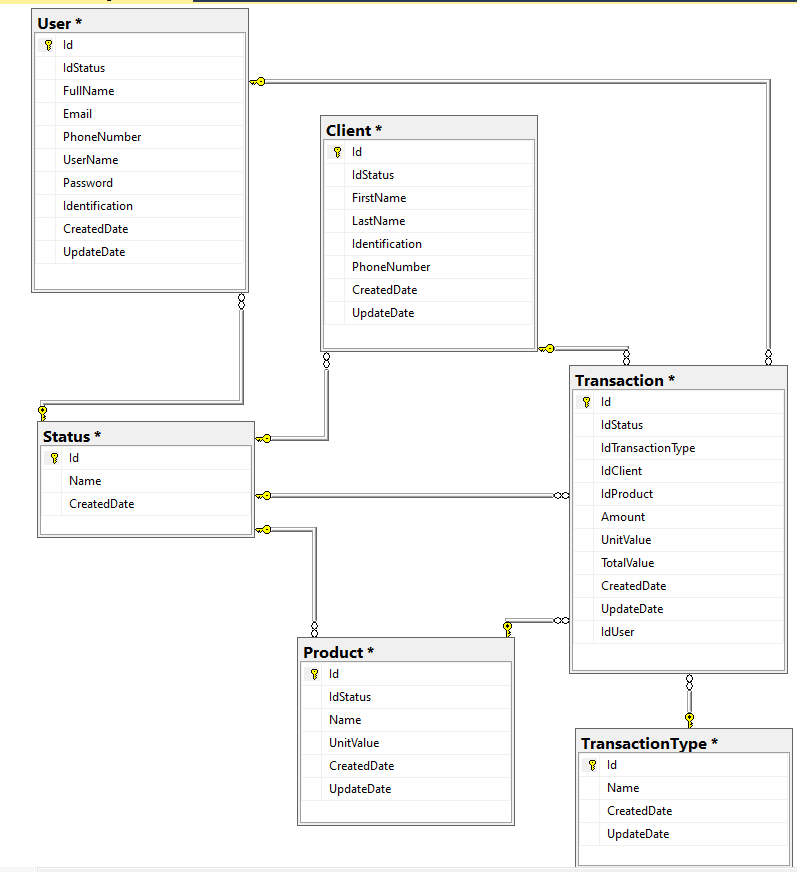 User *
Id
IdStatus
FullName
Email
PhoneNumber
UserName
Password
Identification
CreatedDate
UpdateDate
Client *
Id
IdStatus
FirstName
LastName
Identification
PhoneNumber
CreatedDate
UpdateDate
Transaction *
Id
IdStatus
IdTransactionType
IdClient
IdProduct
Amount
UnitValue
TotalValue
CreatedDate
UpdateDate
IdUser
Status *
Id
Name
CreatedDate
Product *
Id
IdStatus
Name
UnitValue
CreatedDate
UpdateDate
TransactionType *
Id
Name
CreatedDate
UpdateDate